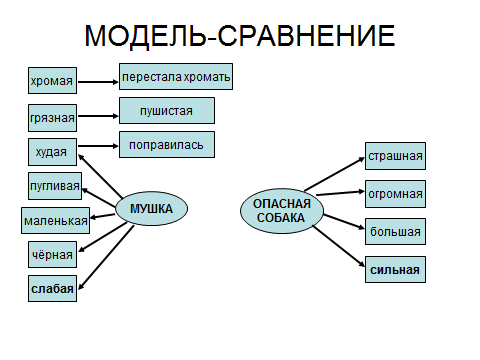 МОДЕЛЬ-СРАВНЕНИЕ
хромая
перестала хромать
грязная
пушистая
худая
поправилась
пугливая
маленькая
чёрная
слабая
МУШКА
ОПАСНАЯ
СОБАКА
страшная
огромная
большая
сильная